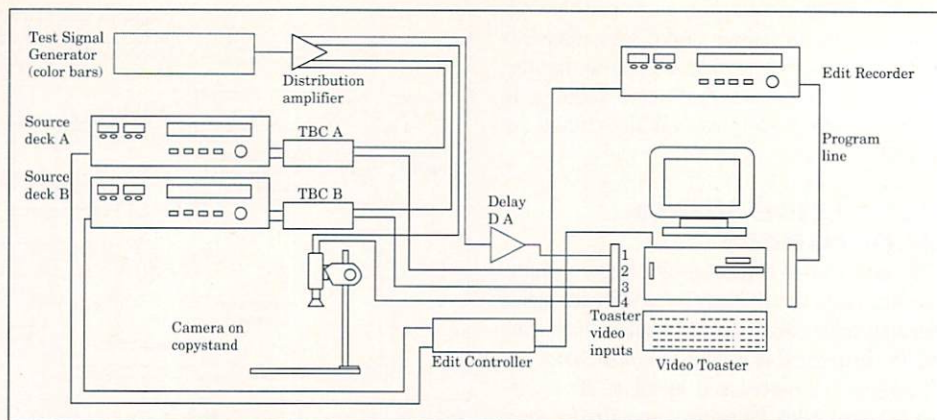 Test Signal
Generator
(color bars)
Distribution
amplifier
Edit Recorder
Source
deck A
TBC A
Program
line
Source
deck B
TBC B
Delay
D A
1
2
3
4
Camera on
copystand
Toaster
video
inputs
Edit Controller
Video Toaster